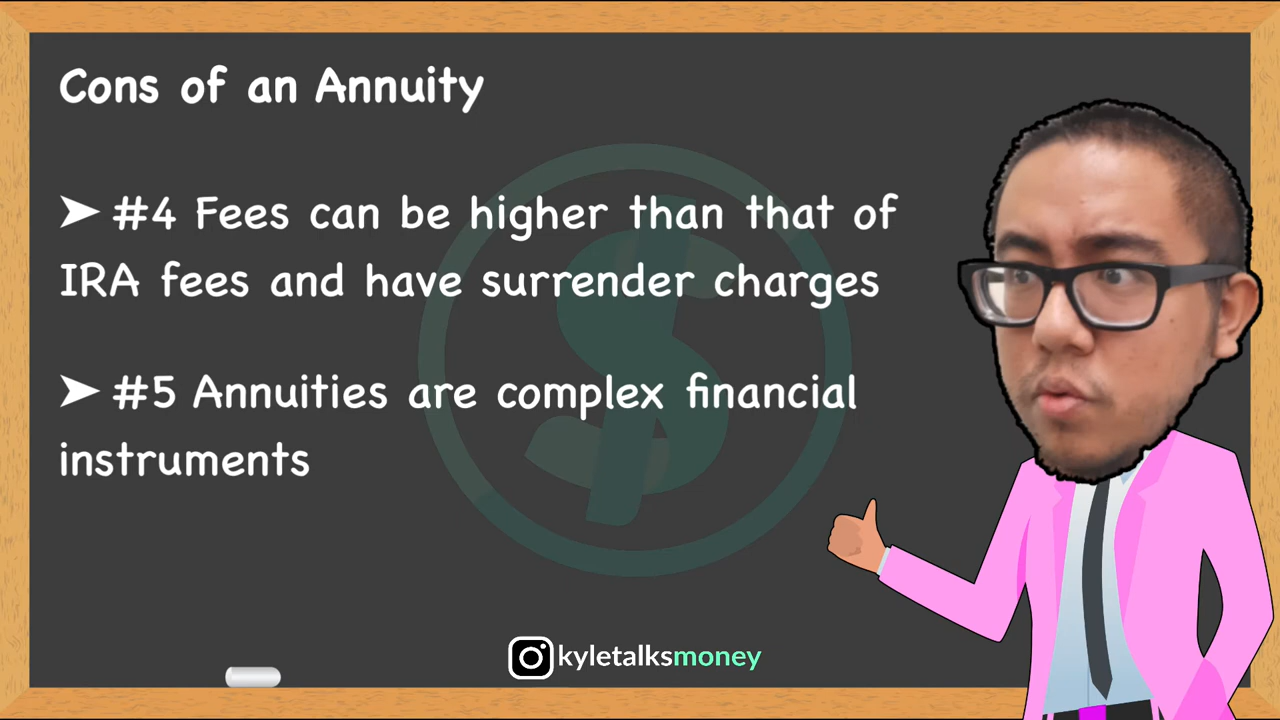 Cons of an Annuity
➤ #4 Fees can be higher than that of
IRA fees and have surrender charges
➤ #5 Annuities are complex financial
instruments
kyletalksmoney